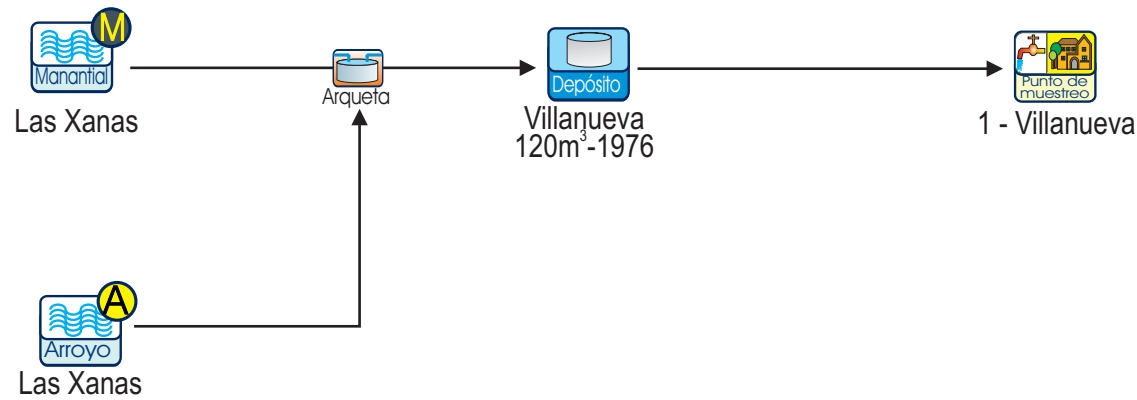 M
Manantial
Las Xanas
Arqueta
Depósito
Villanueva
120m³-1976
Punto de
muestreo
1 - Villanueva
A
Arroyo
Las Xanas